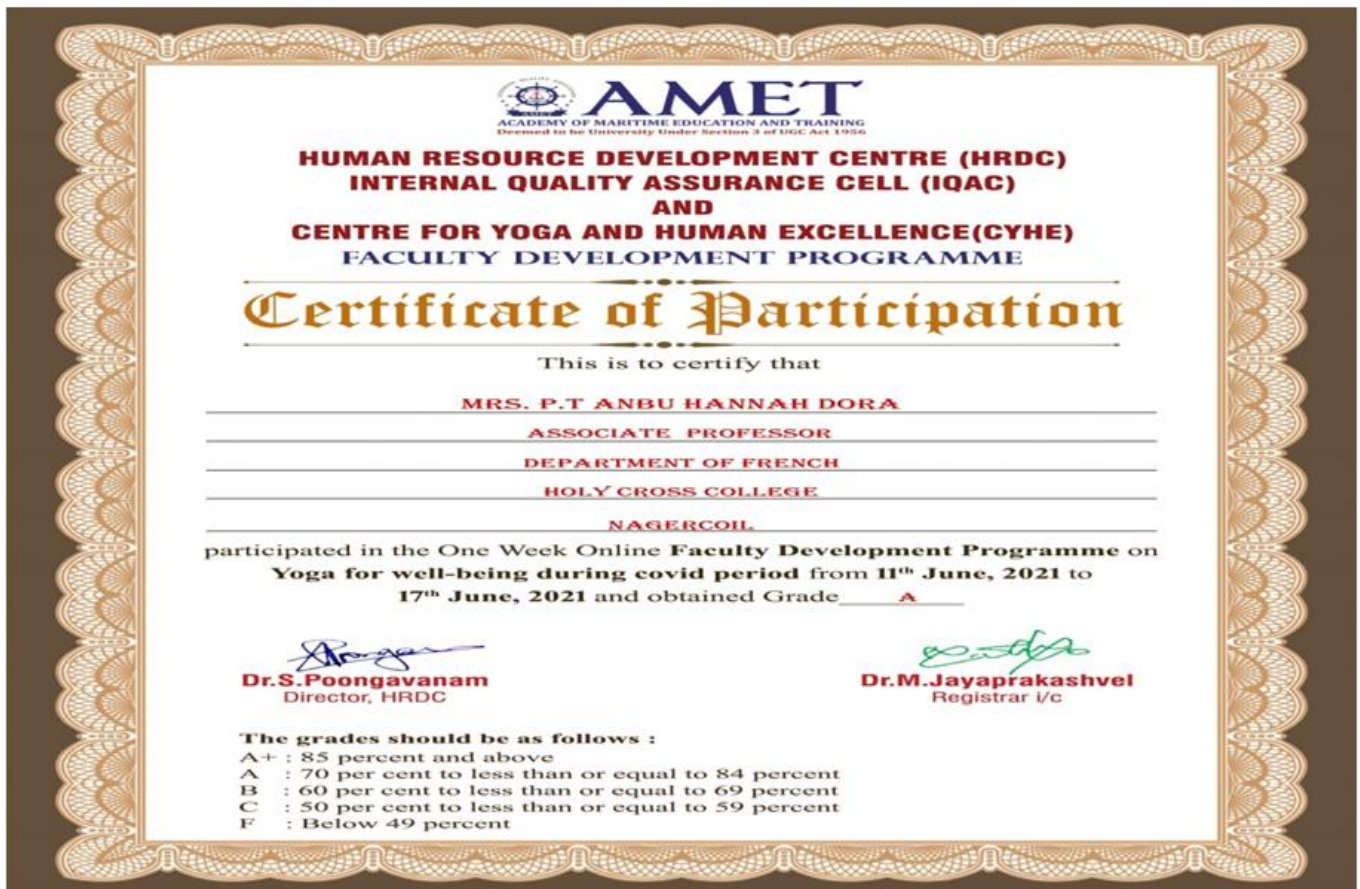 AMET
ACADEMY OF MARITIME EDUCATION AND TRAINING
Deemed to be University Under Section 3 of UGC Act 1956
HUMAN RESOURCE DEVELOPMENT CENTRE (HRDC)
INTERNAL QUALITY ASSURANCE CELL (IQAC)
AND
CENTRE FOR YOGA AND HUMAN EXCELLENCE(CYHE)
FACULTY DEVELOPMENT PROGRAMME
Certificate of Participation
This is to certify that
MRS. P.T ANBU HANNAH DORA
ASSOCIATE PROFESSOR
DEPARTMENT OF FRENCH
HOLY CROSS COLLEGE
NAGERCOIL
participated in the One Week Online Faculty Development Programme on
Yoga for well-being during covid period from 11th June, 2021 to
17th June, 2021 and obtained Grade A
Dr.S.Poongavanam Dr.M.Jayaprakashvel
Director, HRDC Registrar i/c
The grades should be as follows :
A+ : 85 percent and above
A : 70 per cent to less than or equal to 84 percent
B : 60 per cent to less than or equal to 69 percent
C : 50 per cent to less than or equal to 59 percent
F : Below 49 percent